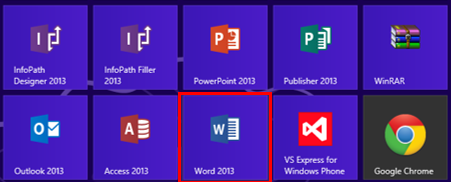 InfoPath Designer 2013
InfoPath Filler 2013
PowerPoint 2013
Publisher 2013
WinRAR
Outlook 2013
Access 2013
Word 2013
VS Express for Windows Phone
Google Chrome